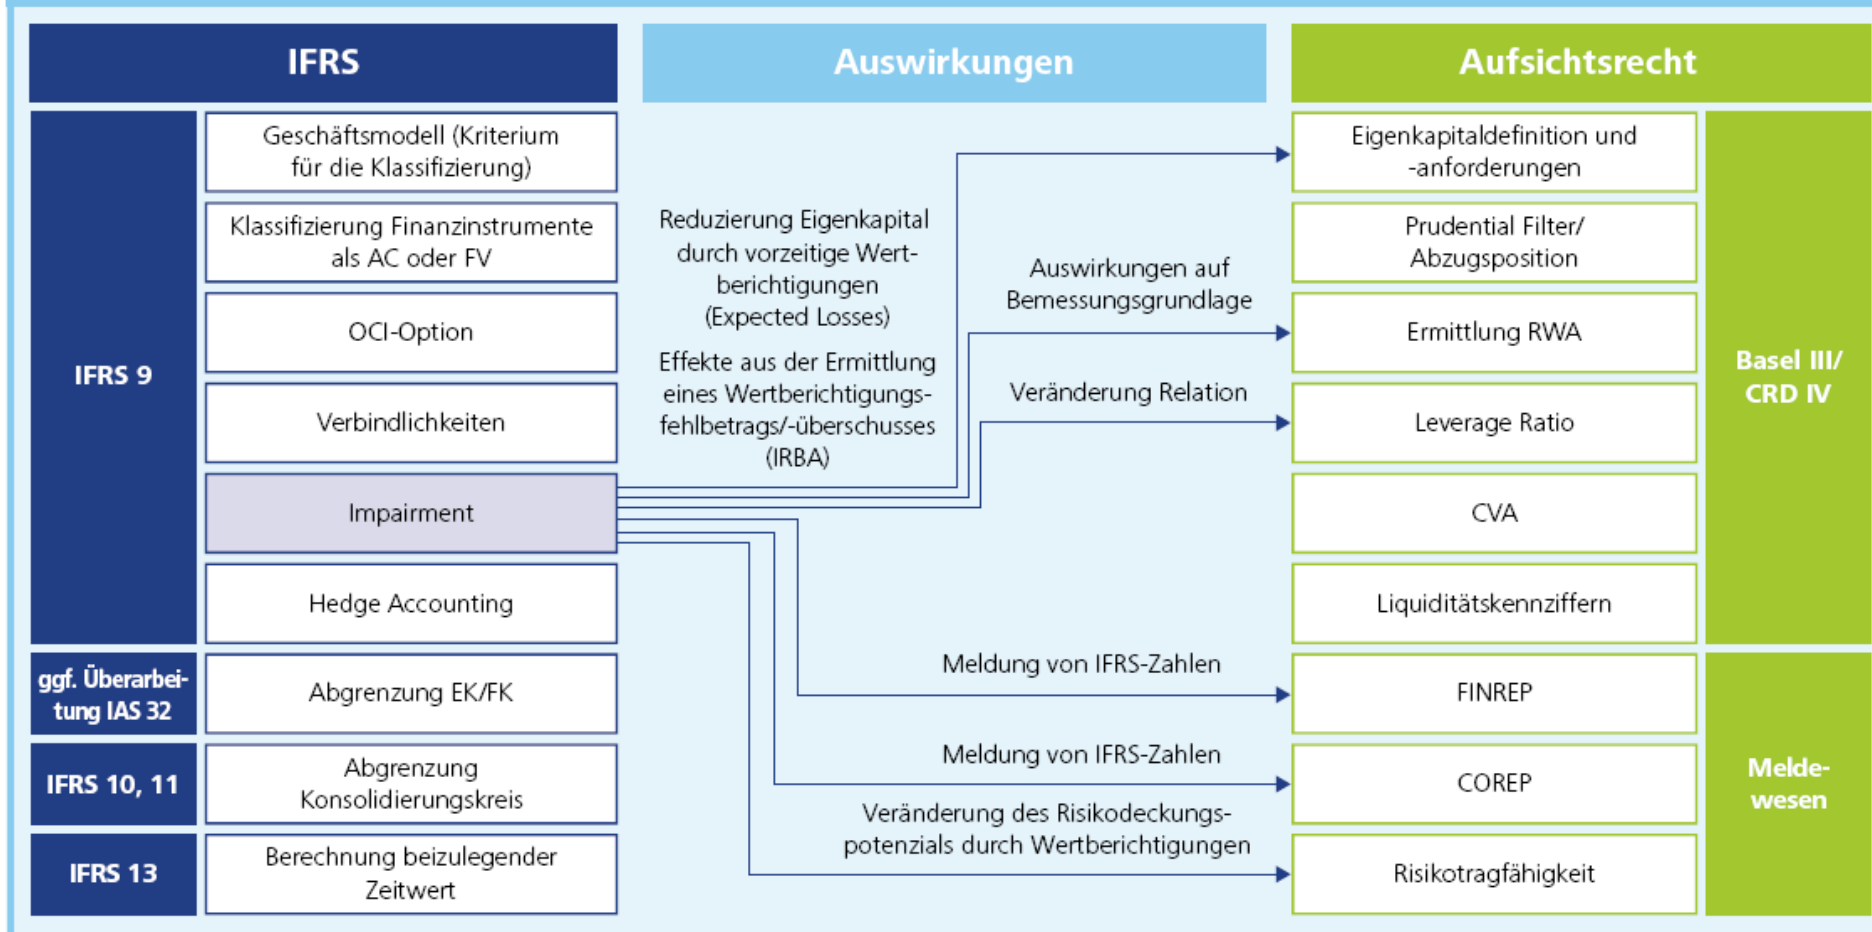 IFRS
Auswirkungen
Aufsichtsrecht
IFRS 9
Geschäftsmodell (Kriterium
für die Klassifizierung)
Klassifizierung Finanzinstrumente
als AC oder FV
OCI-Option
Verbindlichkeiten
Impairment
Hedge Accounting
ggf. Überarbei-
tung IAS 32
Abgrenzung EK/FK
IFRS 10, 11
Abgrenzung
Konsolidierungskreis
IFRS 13
Berechnung beizulegender
Zeitwert
Reduzierung Eigenkapital
durch vorzeitige Wert-
berichtigungen
(Expected Losses)
Effekte aus der Ermittlung
eines Wertberichtigungs-
fehlbetrags/-überschusses
(IRBA)
Auswirkungen auf
Bemessungsgrundlage
Veränderung Relation
Meldung von IFRS-Zahlen
Meldung von IFRS-Zahlen
Veränderung des Risikodeckungs-
potenzials durch Wertberichtigungen
Eigenkapitaldefinition und
-anforderungen
Prudential Filter/
Abzugsposition
Ermittlung RWA
Leverage Ratio
CVA
Liquiditätskennziffern
FINREP
COREP
Risikotragfähigkeit
Basel III/
CRD IV
Melde-
wesen